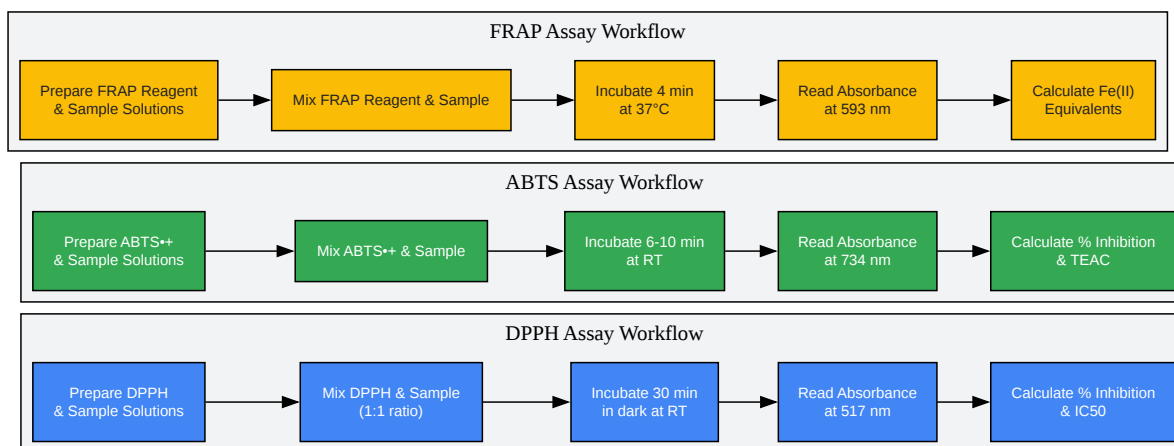 FRAP Assay Workflow
Prepare FRAP Reagent
& Sample Solutions
Mix FRAP Reagent & Sample
Incubate 4 min
at 37°C
Read Absorbance
at 593 nm
Calculate Fe(II)
Equivalents
ABTS Assay Workflow
Prepare ABTS•+
& Sample Solutions
Mix ABTS•+ & Sample
Incubate 6-10 min
at RT
Read Absorbance
at 734 nm
Calculate % Inhibition
& TEAC
DPPH Assay Workflow
Prepare DPPH
& Sample Solutions
Mix DPPH & Sample
(1:1 ratio)
Incubate 30 min
in dark at RT
Read Absorbance
at 517 nm
Calculate % Inhibition
& IC50